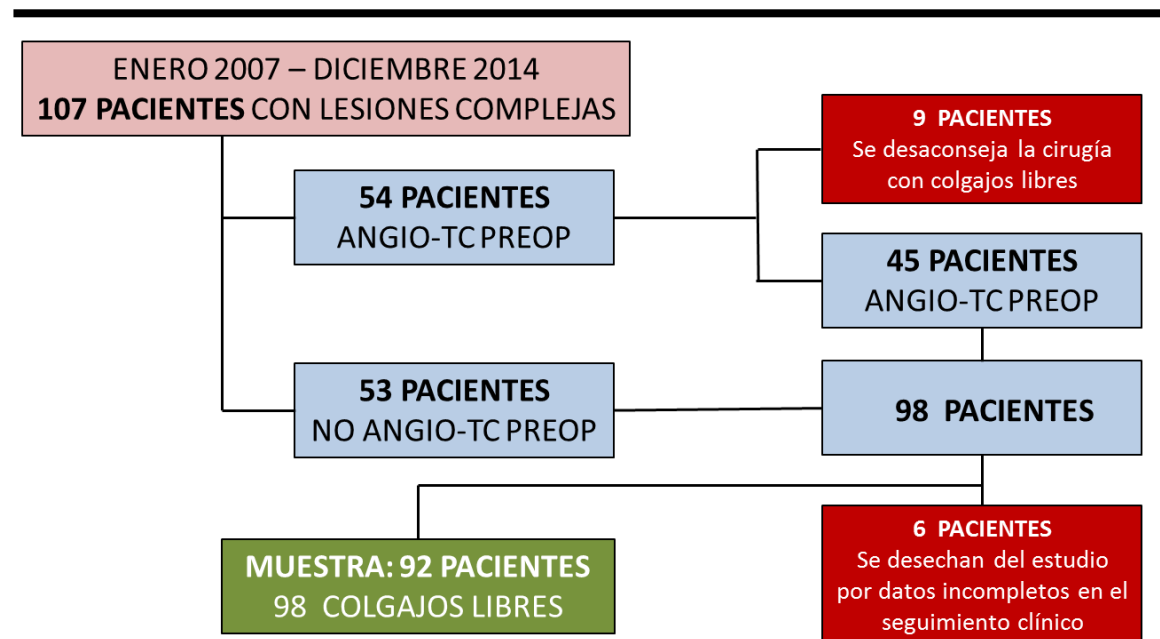 ENERO 2007 – DICIEMBRE 2014
107 PACIENTES CON LESIONES COMPLEJAS
9 PACIENTES
Se desaconseja la cirugía
con colgajos libres
54 PACIENTES
ANGIO-TC PREOP
45 PACIENTES
ANGIO-TC PREOP
53 PACIENTES
NO ANGIO-TC PREOP
98 PACIENTES
MUESTRA: 92 PACIENTES
98 COLGAJOS LIBRES
6 PACIENTES
Se desechan del estudio
por datos incompletos en el
seguimiento clínico